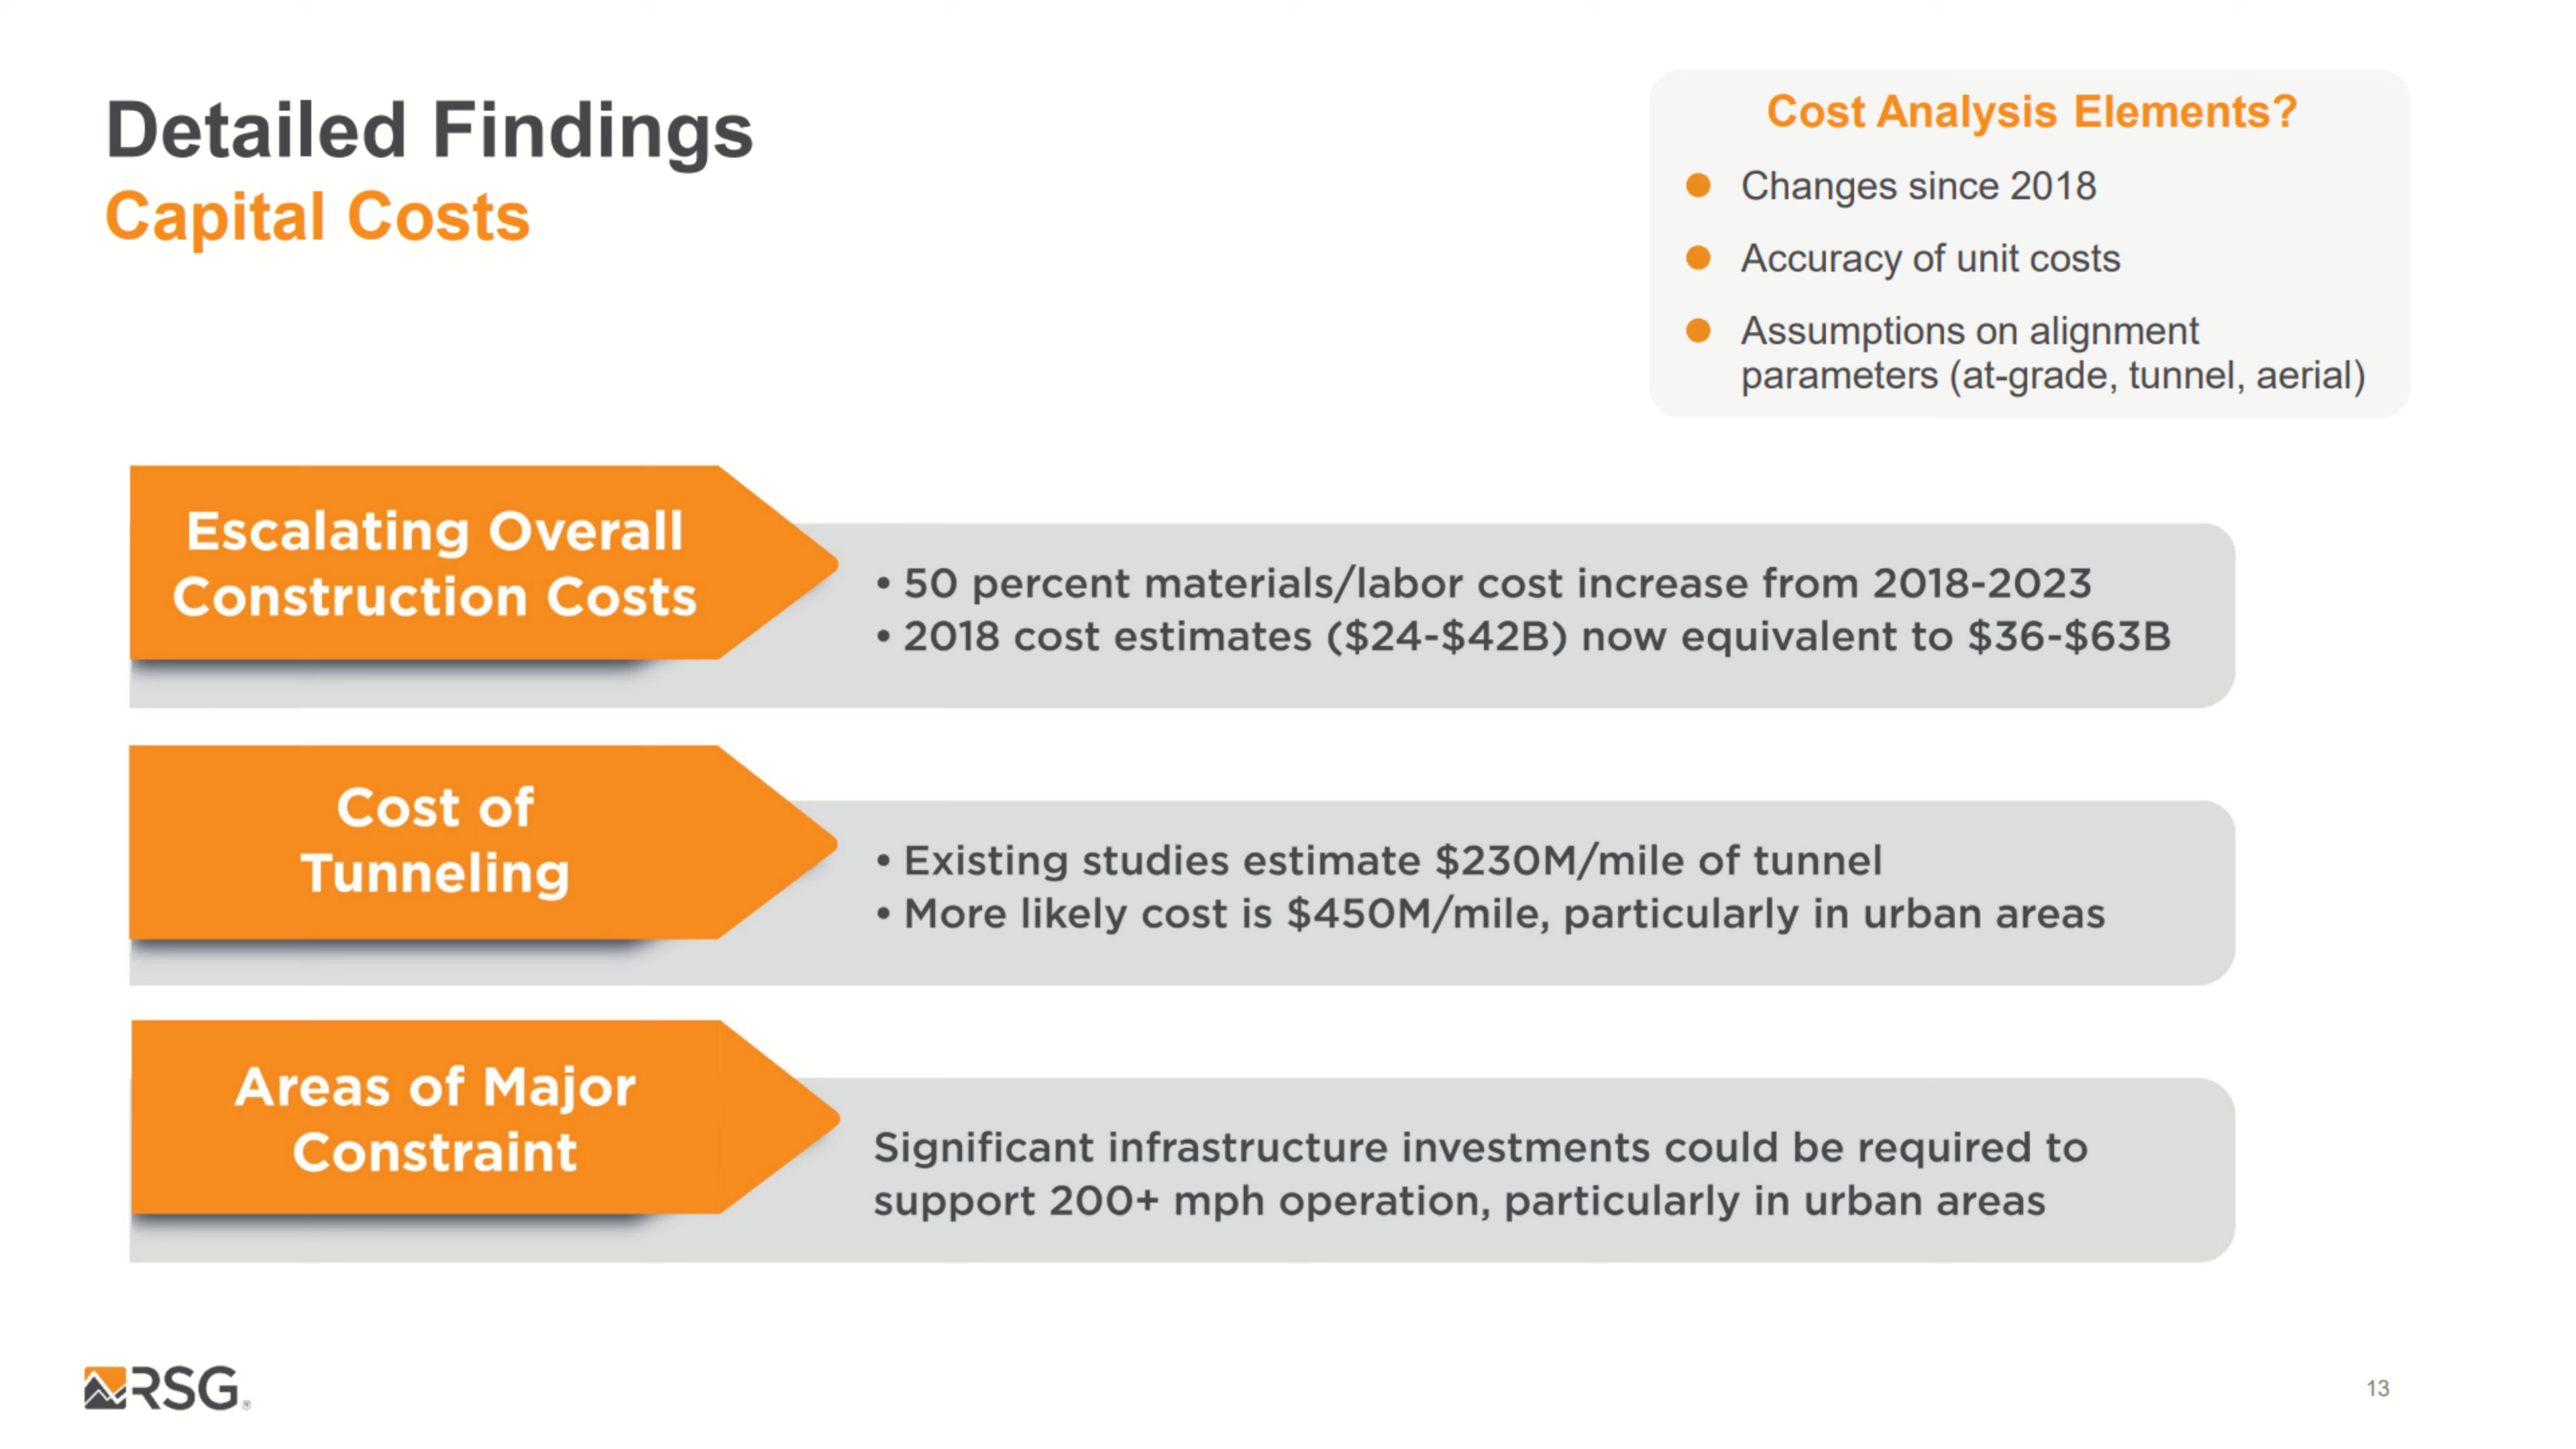 Detailed Findings
Capital Costs
Cost Analysis Elements?
Changes since 2018
Accuracy of unit costs
Assumptions on alignment
parameters (at-grade, tunnel, aerial)
Escalating Overall
Construction Costs
• 50 percent materials/labor cost increase from 2018-2023
• 2018 cost estimates ($24-$42B) now equivalent to $36-$63B
Cost of
Tunneling
• Existing studies estimate $230M/mile of tunnel
• More likely cost is $450M/mile, particularly in urban areas
Areas of Major
Constraint
Significant infrastructure investments could be required to
support 200+ mph operation, particularly in urban areas
RSG®
13